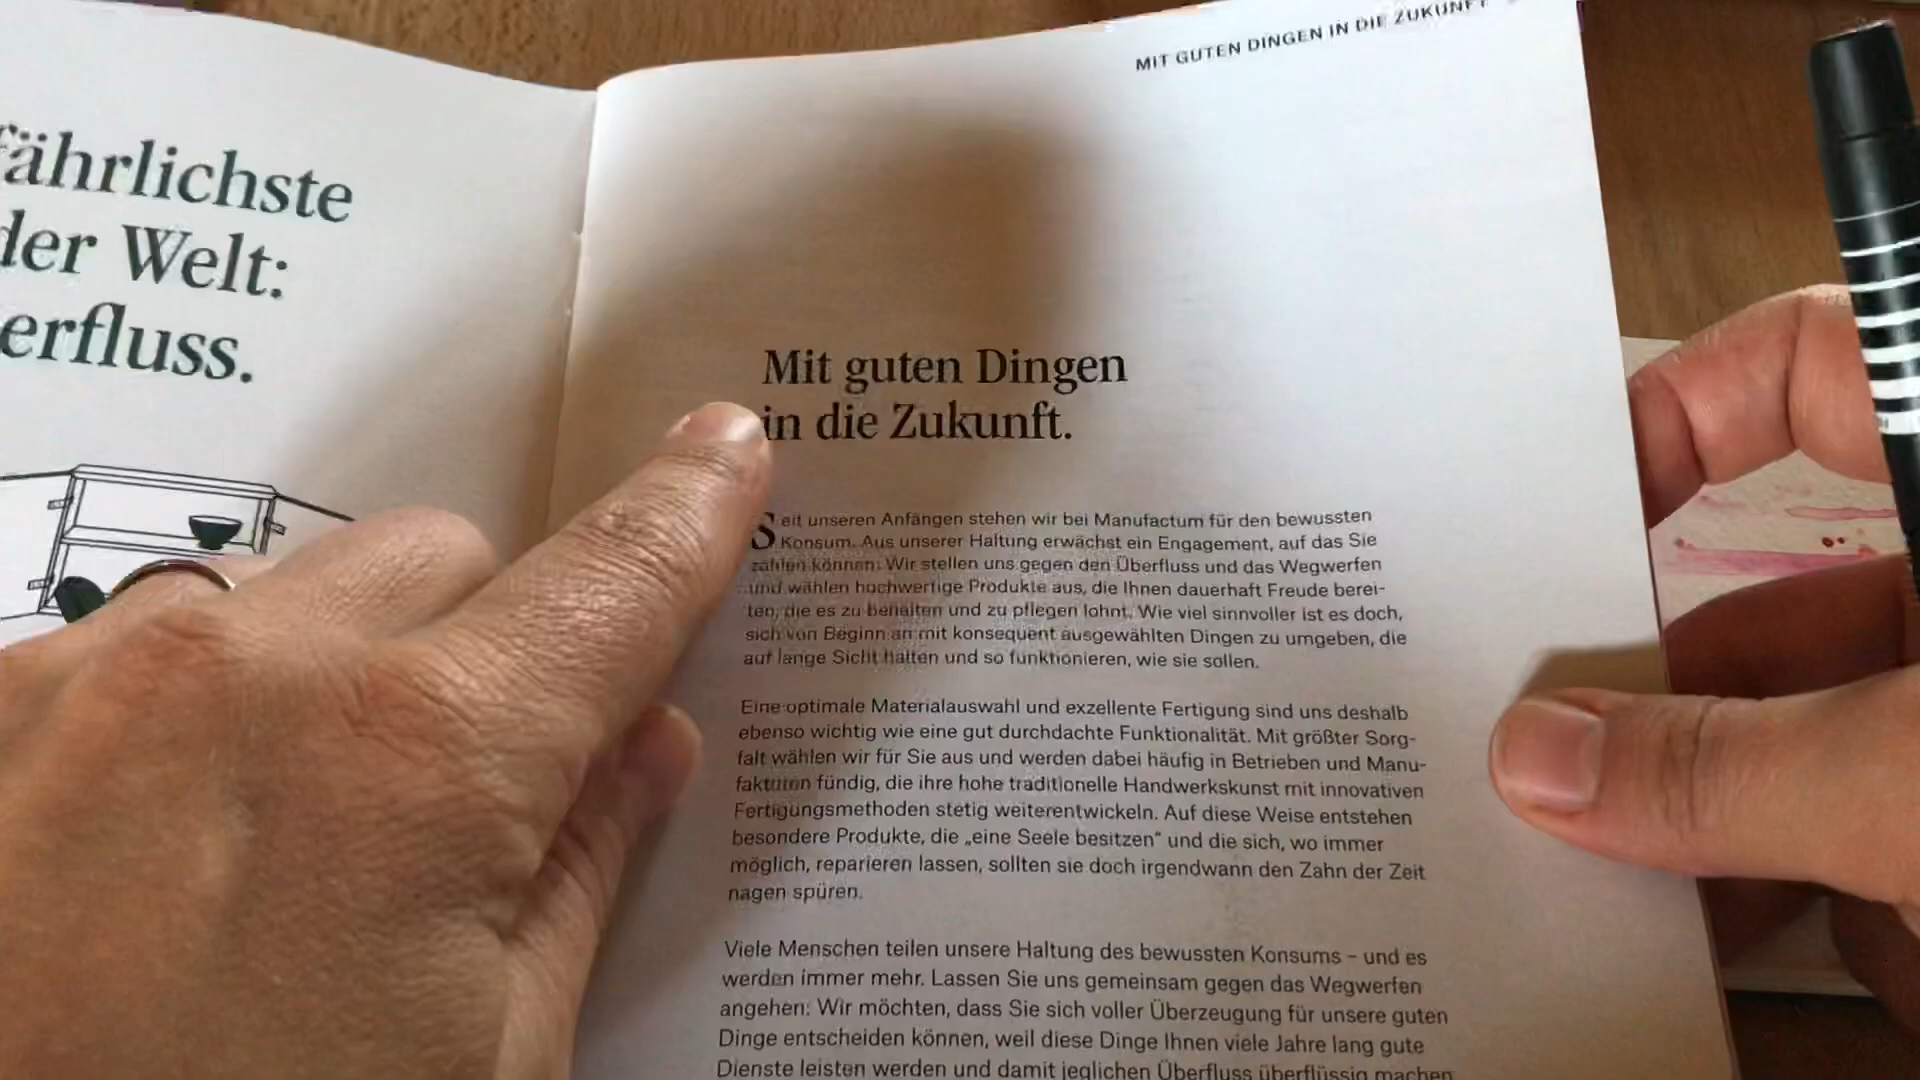 ährlichste
der Welt:
erfluss.
MIT GUTEN DINGEN IN DIE ZUKUNFT
Mit guten Dingen
in die Zukunft.
Seit unseren Anfängen stehen wir bei Manufactum für den bewussten
Konsum. Aus unserer Haltung erwächst ein Engagement, auf das Sie
zählen können: Wir stellen uns gegen den Überfluss und das Wegwerfen
und wählen hochwertige Produkte aus, die Ihnen dauerhaft Freude berei-
ten, die es zu behalten und zu pflegen lohnt. Wie viel sinnvoller ist es doch,
sich von Beginn an mit konsequent ausgewählten Dingen zu umgeben, die
auf lange Sicht halten und so funktionieren, wie sie sollen.
Eine optimale Materialauswahl und exzellente Fertigung sind uns deshalb
ebenso wichtig wie eine gut durchdachte Funktionalität. Mit größter Sorg-
falt wählen wir für Sie aus und werden dabei häufig in Betrieben und Manu-
fakturen fündig, die ihre hohe traditionelle Handwerkskunst mit innovativen
Fertigungsmethoden stetig weiterentwickeln. Auf diese Weise entstehen
besondere Produkte, die „eine Seele besitzen“ und die sich, wo immer
möglich, reparieren lassen, sollten sie doch irgendwann den Zahn der Zeit
nagen spüren.
Viele Menschen teilen unsere Haltung des bewussten Konsums – und es
werden immer mehr. Lassen Sie uns gemeinsam gegen das Wegwerfen
angehen: Wir möchten, dass Sie sich voller Überzeugung für unsere guten
Dinge entscheiden können, weil diese Dinge Ihnen viele Jahre lang gute
Dienste leisten werden und damit jeglichen Überfluss überflüssig machen